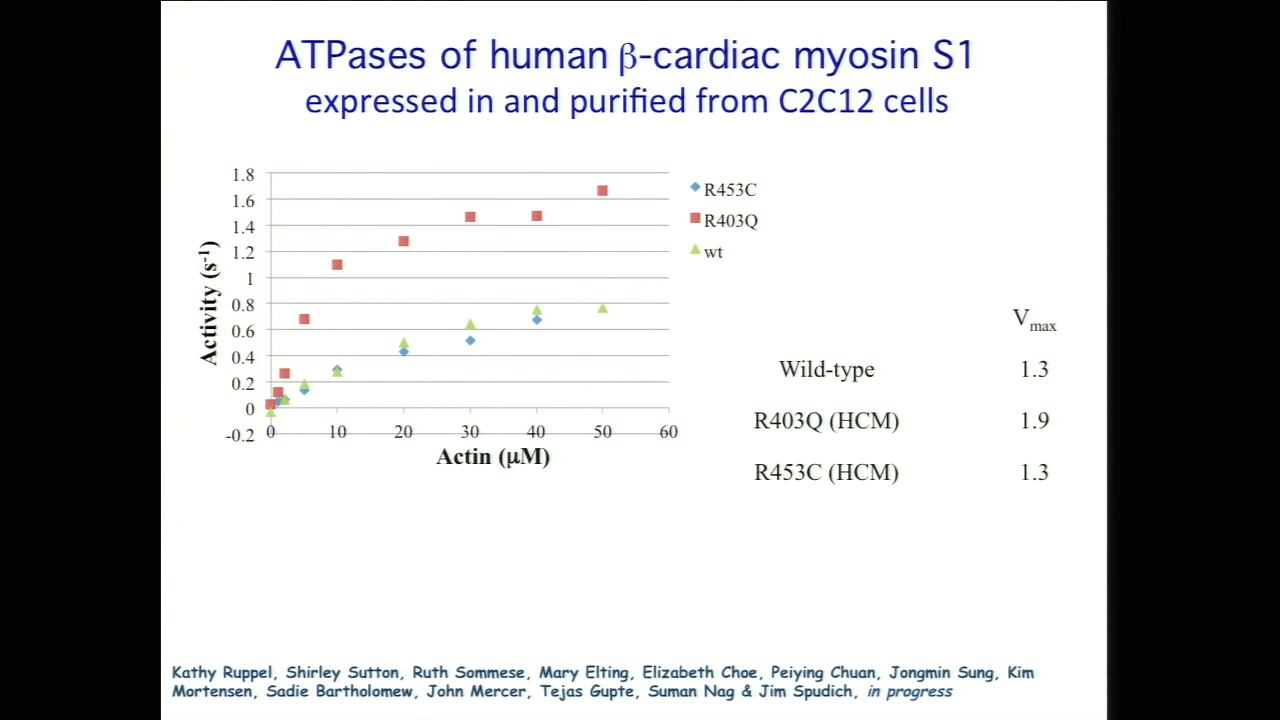 ATPases of human β-cardiac myosin S1
expressed in and purified from C2C12 cells
1.8
1.6
1.4
1.2
1
0.8
0.6
0.4
0.2
0
-0.2
Activity (s⁻¹)
0 10 20 30 40 50 60
Actin (μM)
R453C
R403Q
wt
Vmax
Wild-type 1.3
R403Q (HCM) 1.9
R453C (HCM) 1.3
Kathy Ruppel, Shirley Sutton, Ruth Sommese, Mary Elting, Elizabeth Choe, Peiying Chuan, Jongmin Sung, Kim
Mortensen, Sadie Bartholomew, John Mercer, Tejas Gupte, Suman Nag & Jim Spudich, in progress